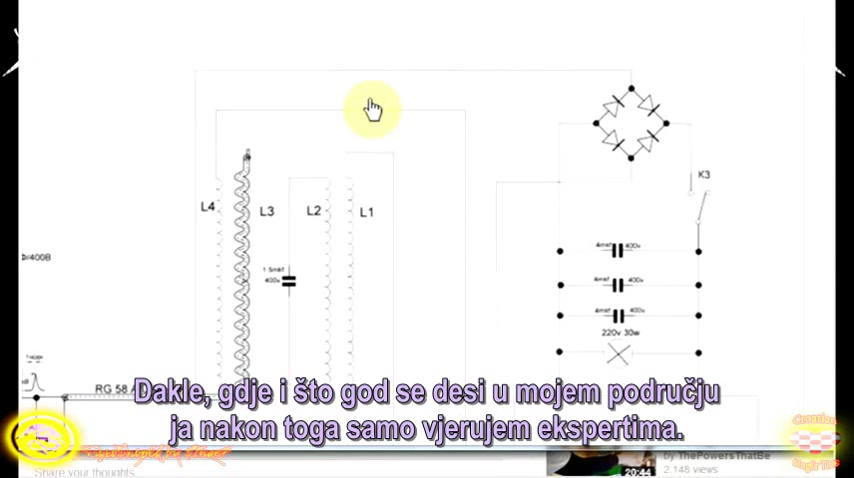 K3
L4
L3
L2
L1
4mkf 400v
D/400B
1.5mkf
400v
4mkf 400v
4mkf 400v
220v 30w
RG 58 A
Dakle, gdje i što god se desi u mojem području
ja nakon toga samo vjerujem ekspertima.
Croatian
by ThePowersThatBe
Share your thoughts
20:44
2,148 views